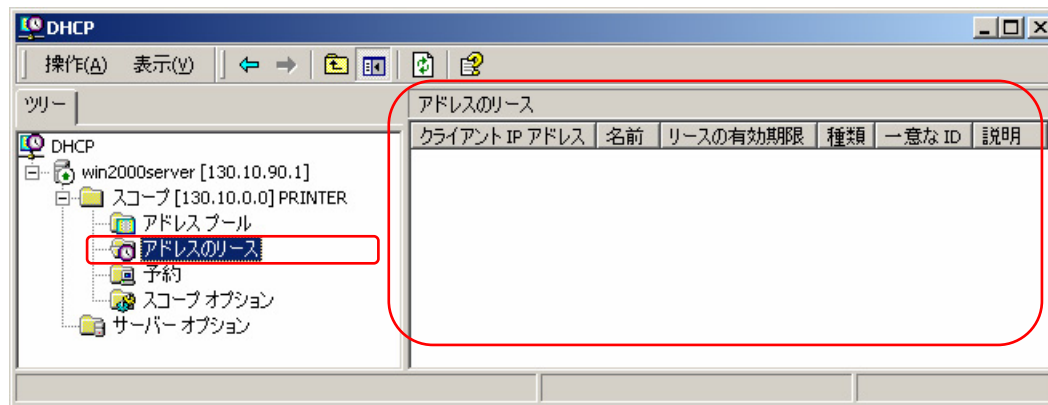 DHCP
操作(A) 表示(V)
ツリー
アドレスのリース
クライアント IP アドレス 名前 リースの有効期限 種類 一意な ID 説明
DHCP
win2000server [130.10.90.1]
スコープ [130.10.0.0] PRINTER
アドレス プール
アドレスのリース
予約
スコープ オプション
サーバー オプション